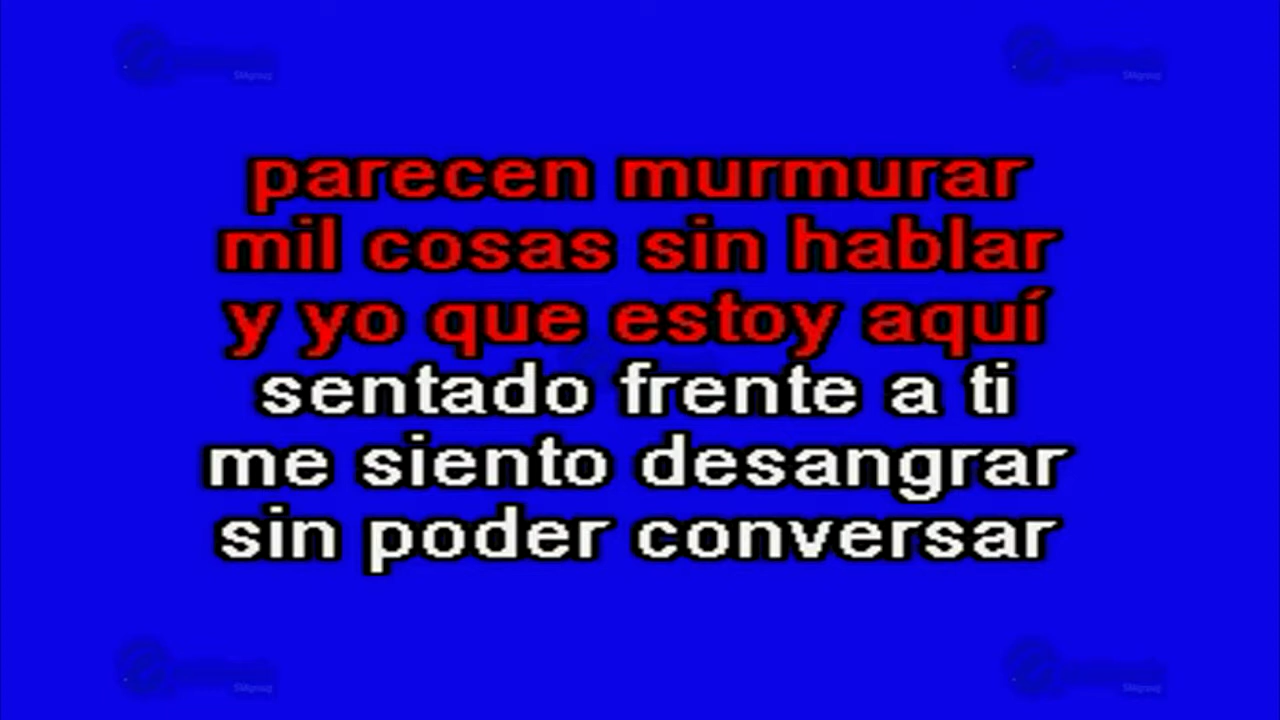 parecen murmurar
mil cosas sin hablar
y yo que estoy aquí
sentado frente a ti
me siento desangrar
sin poder conversar